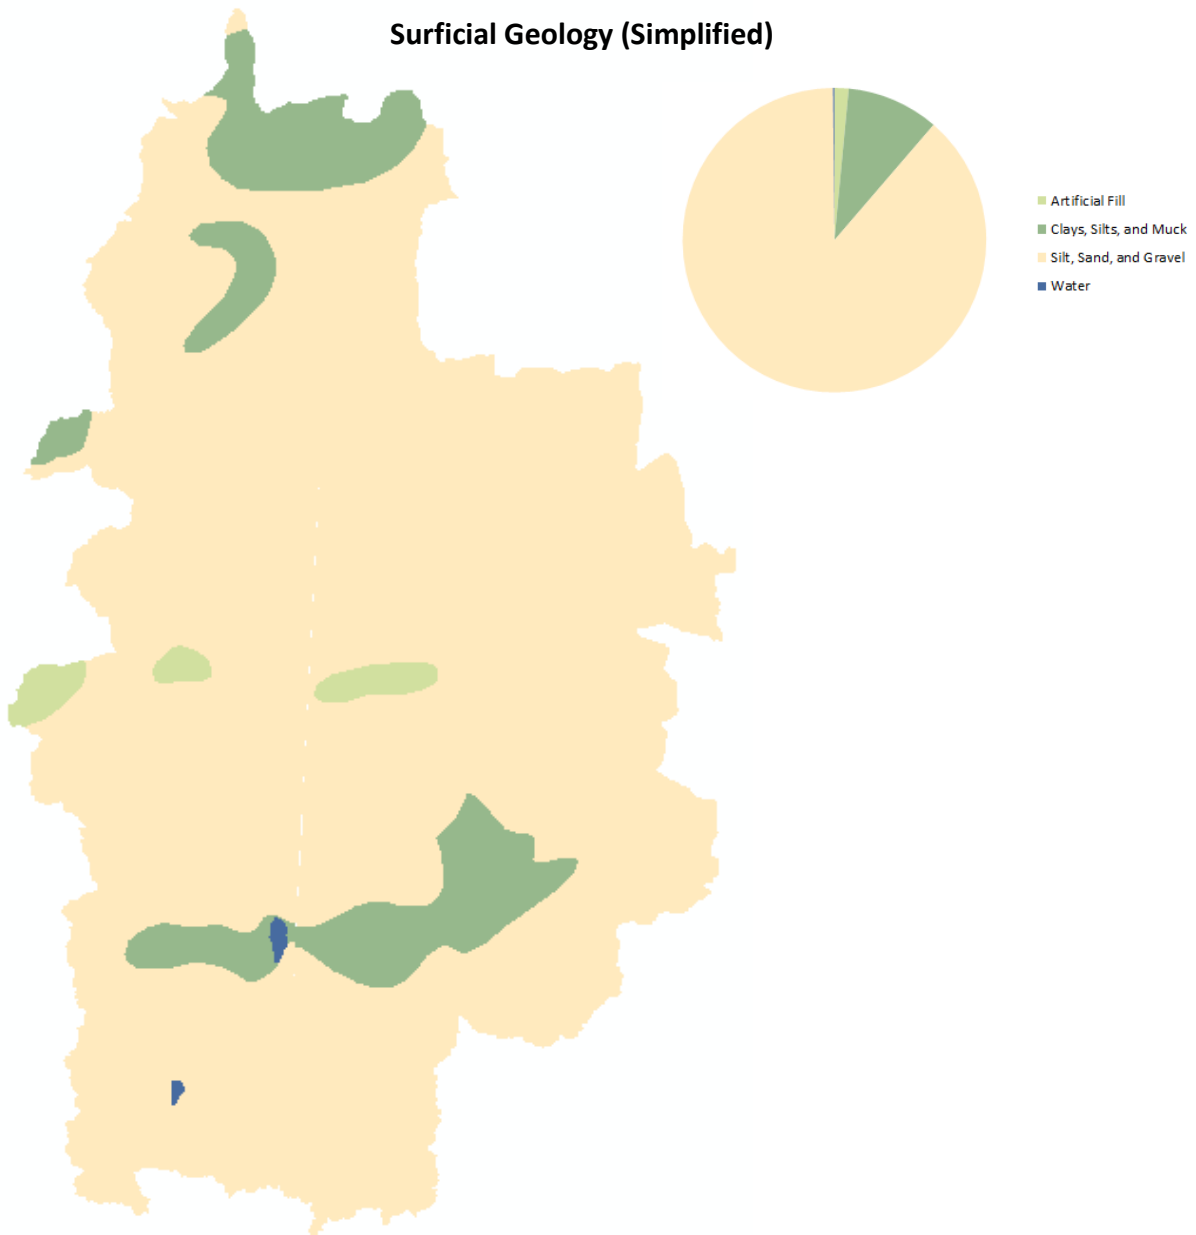 Surficial Geology (Simplified)
Artificial Fill
Clays, Silts, and Muck
Silt, Sand, and Gravel
Water